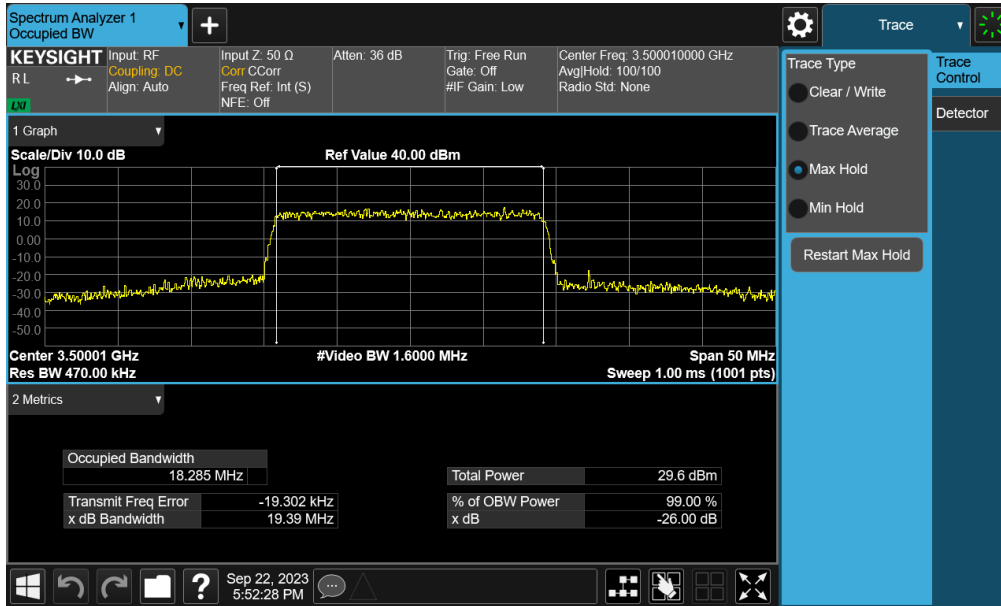 Spectrum Analyzer 1
Occupied BW
+
Trace
KEYSIGHT
R L
LXI
Input: RF
Coupling: DC
Align: Auto
Input Z: 50 Ω
Corr CCorr
Freq Ref: Int (S)
NFE: Off
Atten: 36 dB
Trig: Free Run
Gate: Off
#IF Gain: Low
Center Freq: 3.500010000 GHz
Avg|Hold: 100/100
Radio Std: None
Trace Type
Clear / Write
Trace Average
Max Hold
Min Hold
Restart Max Hold
Trace
Control
Detector
1 Graph
Scale/Div 10.0 dB
Ref Value 40.00 dBm
Log
30.0
20.0
10.0
0.00
-10.0
-20.0
-30.0
-40.0
-50.0
Center 3.50001 GHz
#Video BW 1.6000 MHz
Span 50 MHz
Res BW 470.00 kHz
Sweep 1.00 ms (1001 pts)
2 Metrics
Occupied Bandwidth
18.285 MHz
Total Power 29.6 dBm
Transmit Freq Error -19.302 kHz
% of OBW Power 99.00 %
x dB Bandwidth 19.39 MHz
x dB -26.00 dB
?
Sep 22, 2023
5:52:28 PM